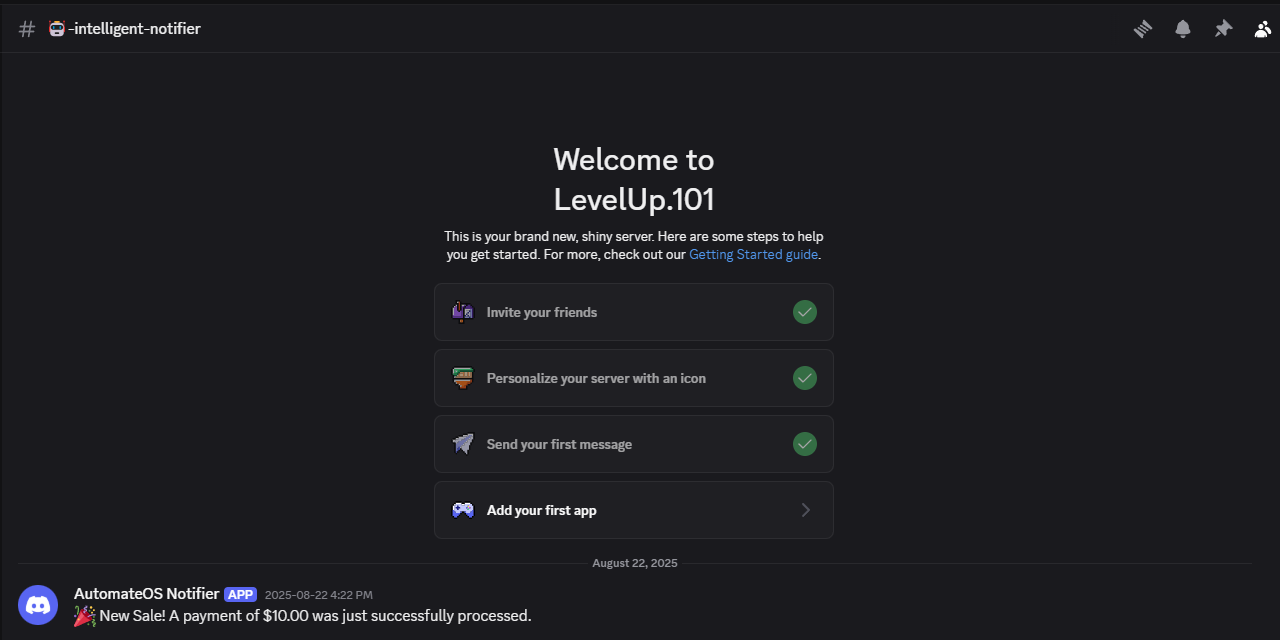 # 🤖-intelligent-notifier
Welcome to
LevelUp.101
This is your brand new, shiny server. Here are some steps to help
you get started. For more, check out our Getting Started guide.
Invite your friends
Personalize your server with an icon
Send your first message
Add your first app
August 22, 2025
AutomateOS Notifier APP 2025-08-22 4:22 PM
🎉 New Sale! A payment of $10.00 was just successfully processed.